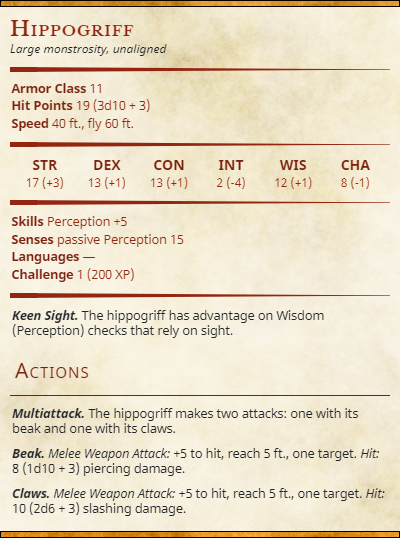 Hippogriff
Large monstrosity, unaligned
Armor Class 11
Hit Points 19 (3d10 + 3)
Speed 40 ft., fly 60 ft.
STR DEX CON INT WIS CHA
17 (+3) 13 (+1) 13 (+1) 2 (-4) 12 (+1) 8 (-1)
Skills Perception +5
Senses passive Perception 15
Languages —
Challenge 1 (200 XP)
Keen Sight. The hippogriff has advantage on Wisdom
(Perception) checks that rely on sight.
Actions
Multiattack. The hippogriff makes two attacks: one with its
beak and one with its claws.
Beak. Melee Weapon Attack: +5 to hit, reach 5 ft., one target. Hit:
8 (1d10 + 3) piercing damage.
Claws. Melee Weapon Attack: +5 to hit, reach 5 ft., one target. Hit:
10 (2d6 + 3) slashing damage.